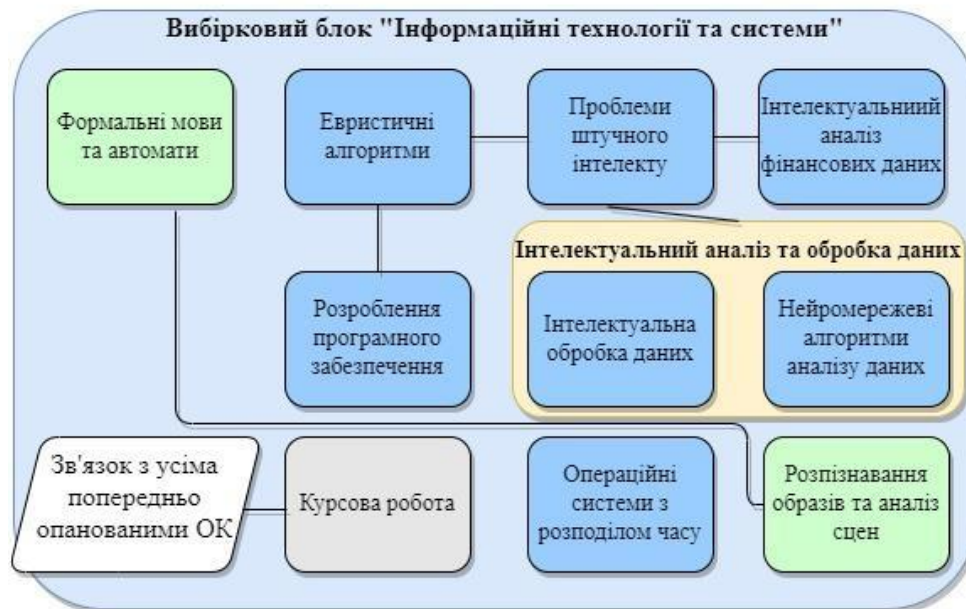 Вибірковий блок "Інформаційні технології та системи"
Формальні мови
та автомати
Евристичні
алгоритми
Проблеми
штучного
інтелекту
Інтелектуальниий
аналіз
фінансових даних
Розроблення
програмного
забезпечення
Інтелектуальний аналіз та обробка даних
Інтелектуальна
обробка даних
Нейромережеві
алгоритми
аналізу даних
Зв'язок з усіма
попередньо
опанованими ОК
Курсова робота
Операційні
системи з
розподілом часу
Розпізнавання
образів та аналіз
сцен